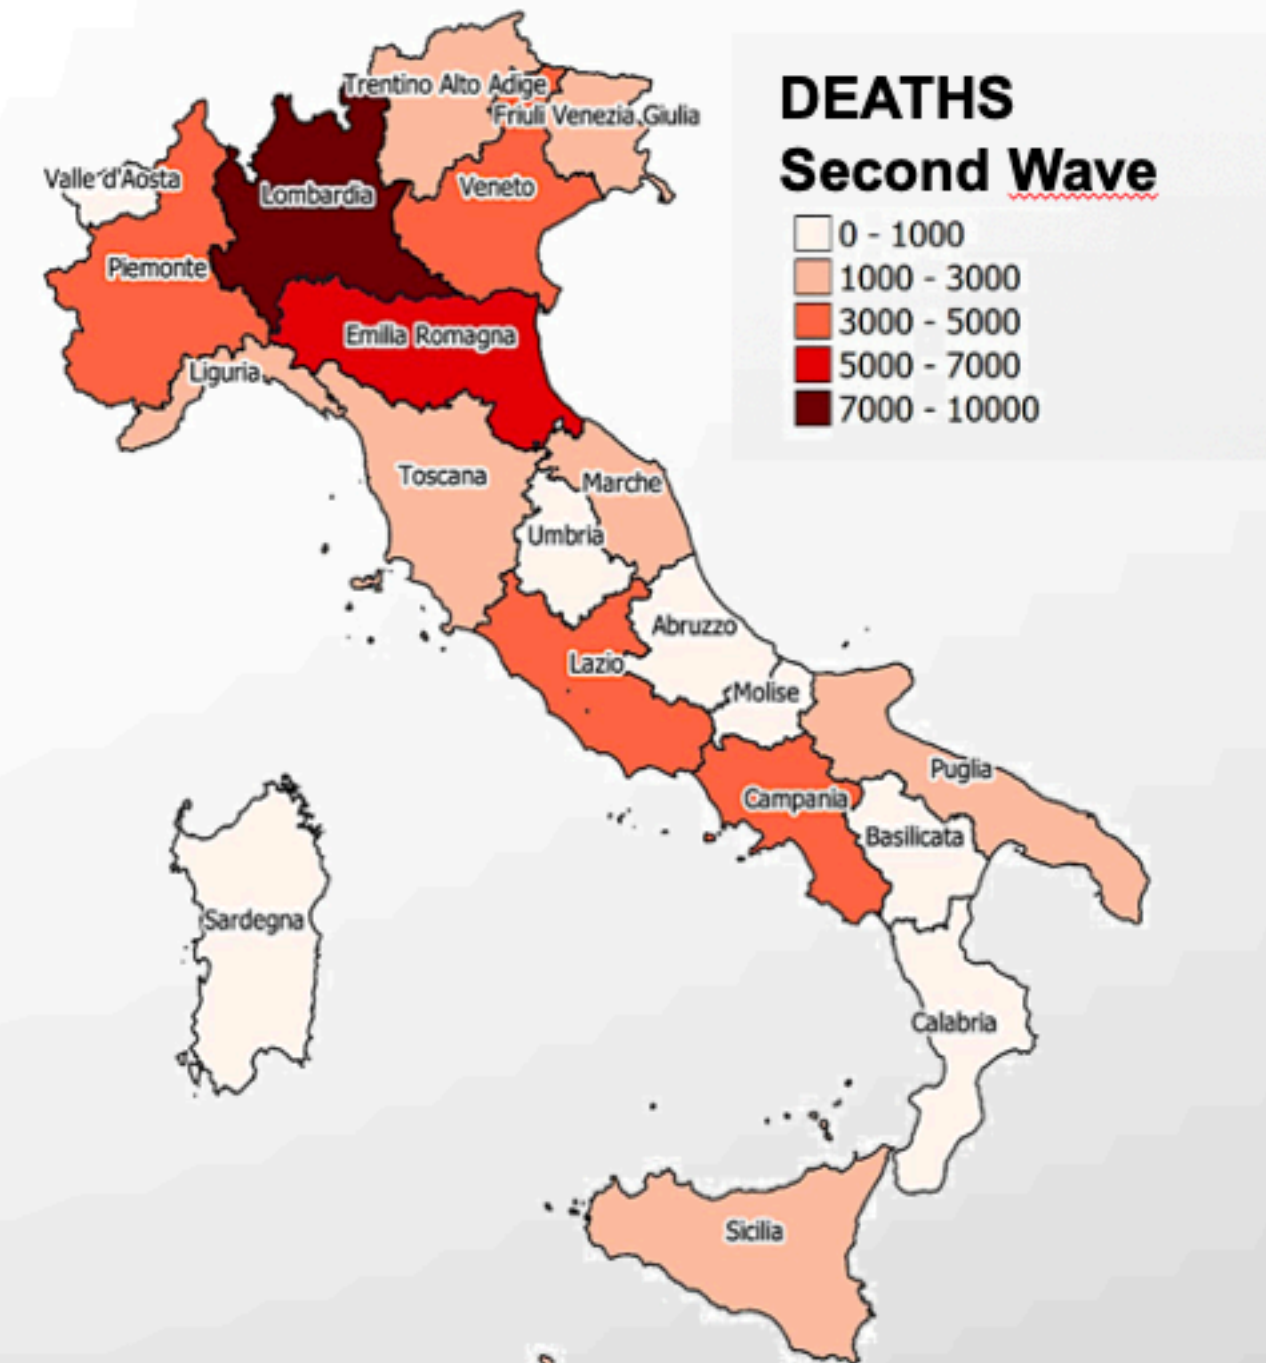 DEATHS
Second Wave
0 - 1000
1000 - 3000
3000 - 5000
5000 - 7000
7000 - 10000
Trentino Alto Adige
Friuli Venezia Giulia
Valle d'Aosta
Lombardia
Veneto
Piemonte
Emilia Romagna
Liguria
Toscana
Marche
Umbria
Abruzzo
Lazio
Molise
Puglia
Campania
Basilicata
Sardegna
Calabria
Sicilia